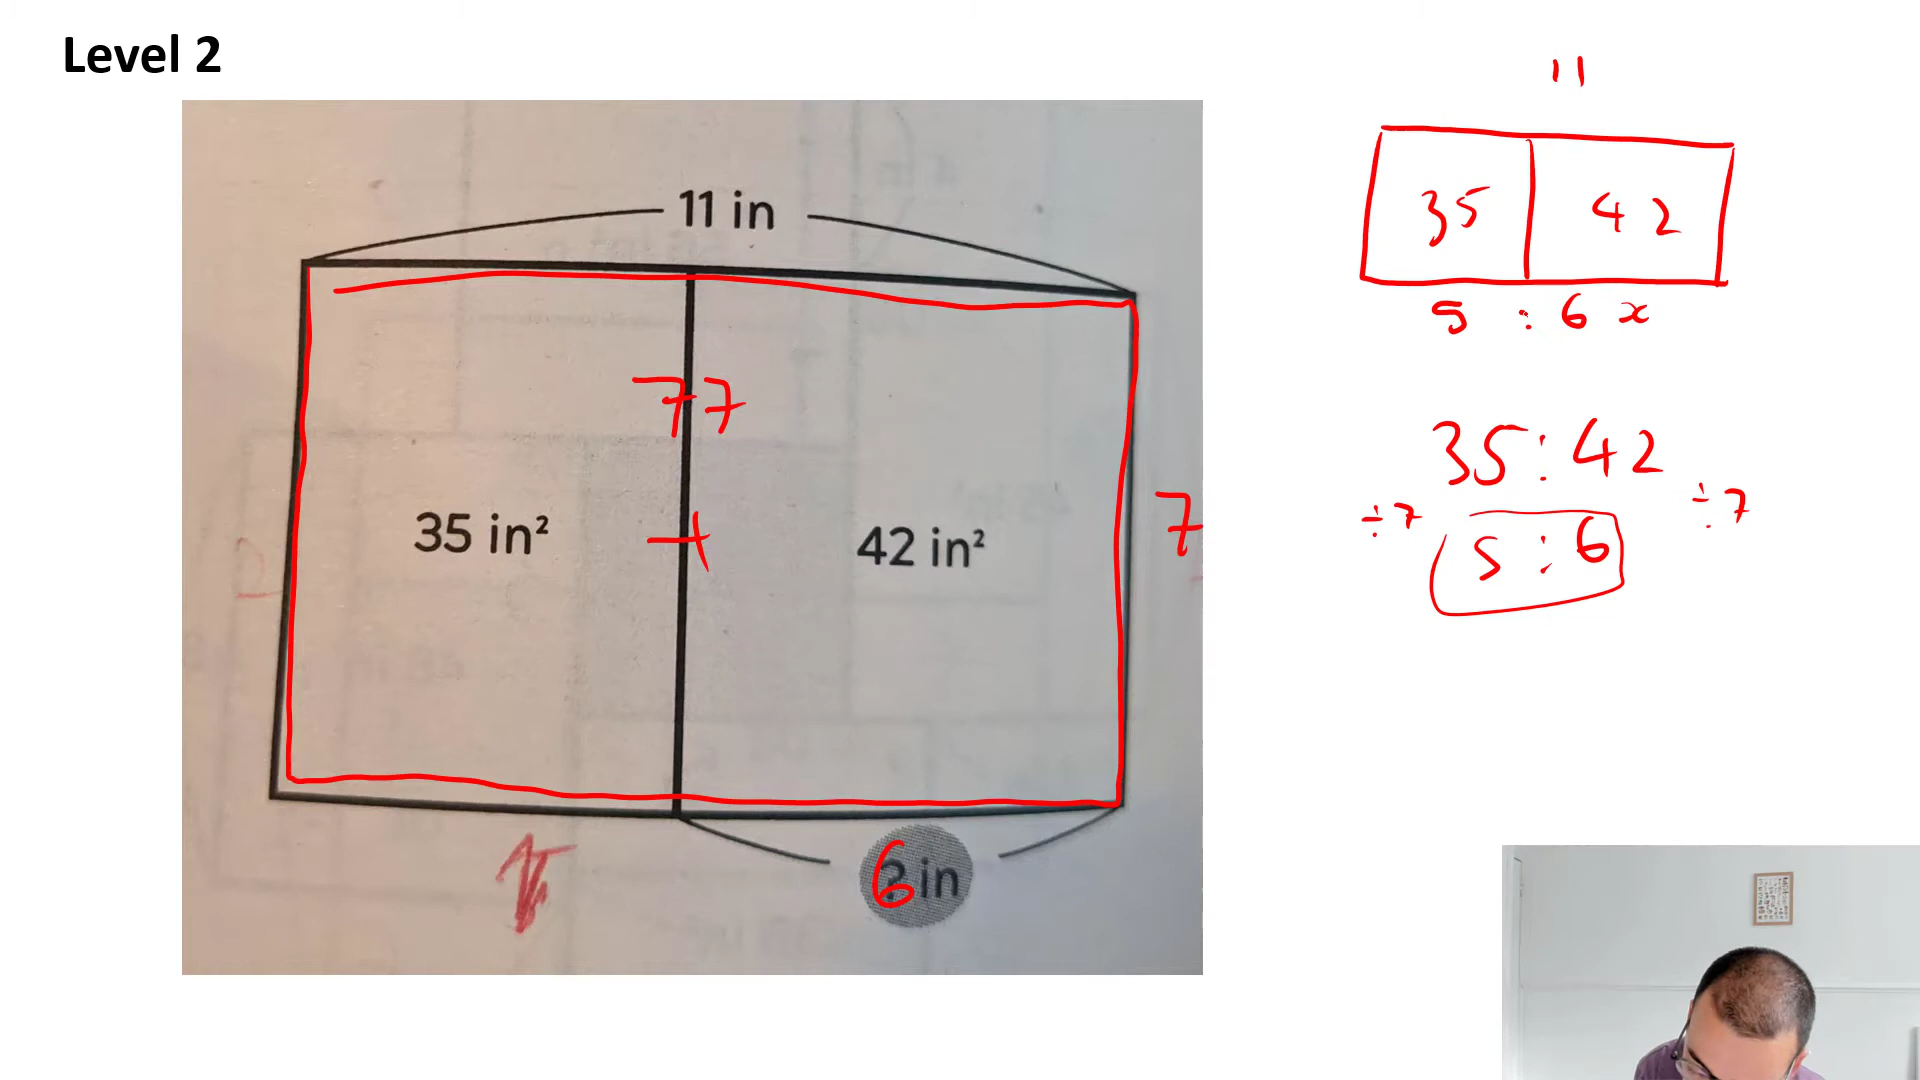 Level 2
11 in
77
35 in²
+
42 in²
7
6 in
11
35 42
5 : 6 x
35 : 42
÷7 ÷7
5 : 6